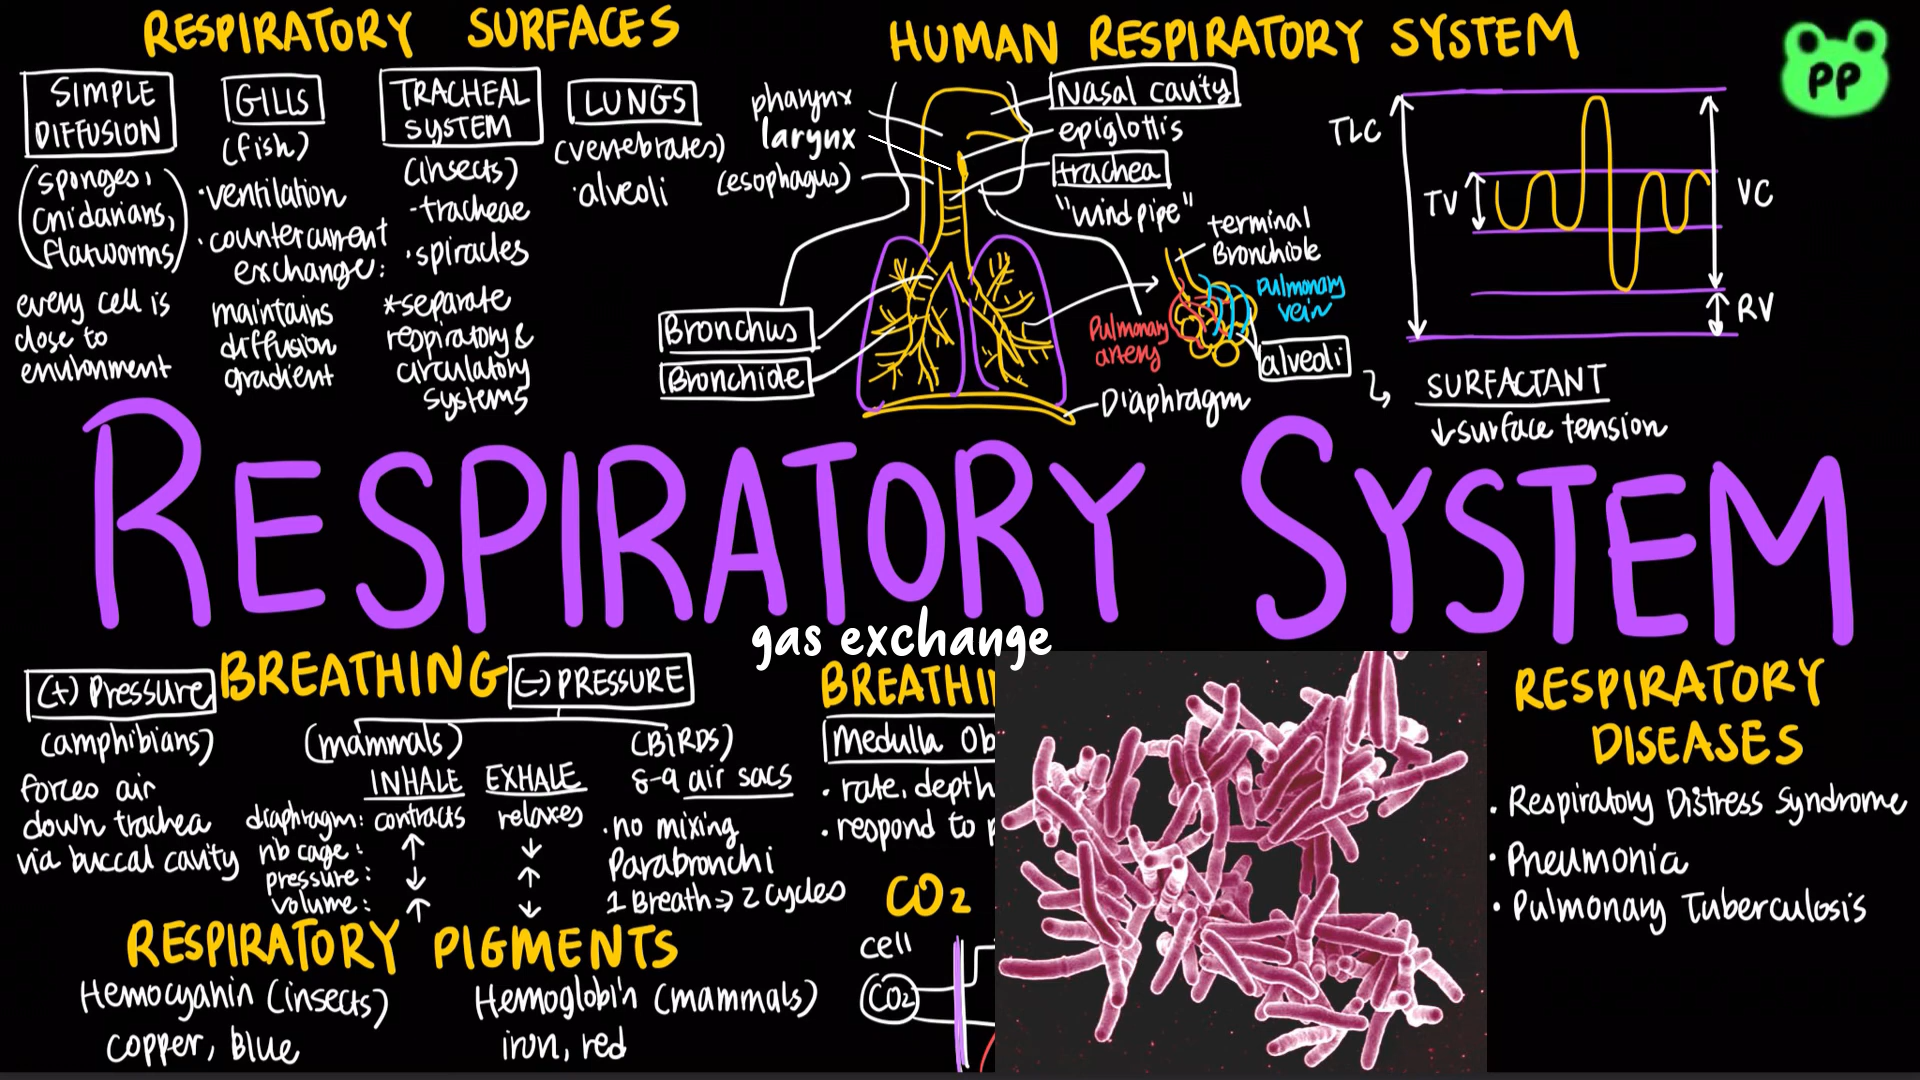 RESPIRATORY SURFACES
SIMPLE
DIFFUSION
(sponges,
cnidarians,
flatworms)
every cell is
close to
environment
GILLS
(fish)
·ventilation
·countercurrent
exchange:
maintains
diffusion
gradient
TRACHEAL
SYSTEM
(insects)
-tracheae
·spiracles
*separate
respiratory &
circulatory
systems
LUNGS
(vertebrates)
·alveoli
HUMAN RESPIRATORY SYSTEM
pharynx
larynx
(esophagus)
Nasal cavity
epiglottis
trachea
"wind pipe"
terminal
Bronchiole
pulmonary
vein
Pulmonary
artery
alveoli
Bronchus
Bronchiole
Diaphragm
TLC
TV
VC
RV
SURFACTANT
↓surface tension
PP
RESPIRATORY SYSTEM
gas exchange
BREATHING
(+) Pressure
(amphibians)
forces air
down trachea
via buccal cavity
(-) PRESSURE
(mammals)
INHALE EXHALE
diaphragm: contracts relaxes
rib cage: ↑ ↓
pressure: ↓ ↑
volume: ↑ ↓
(BIRDS)
8-9 air sacs
·no mixing
Parabronchi
1 Breath => 2 cycles
RESPIRATORY PIGMENTS
Hemocyanin (insects)
copper, blue
Hemoglobin (mammals)
iron, red
BREATHI
Medulla Ob
· rate, depth
· respond to p
CO2
cell
CO2
RESPIRATORY
DISEASES
· Respiratory Distress Syndrome
· Pneumonia
· Pulmonary Tuberculosis